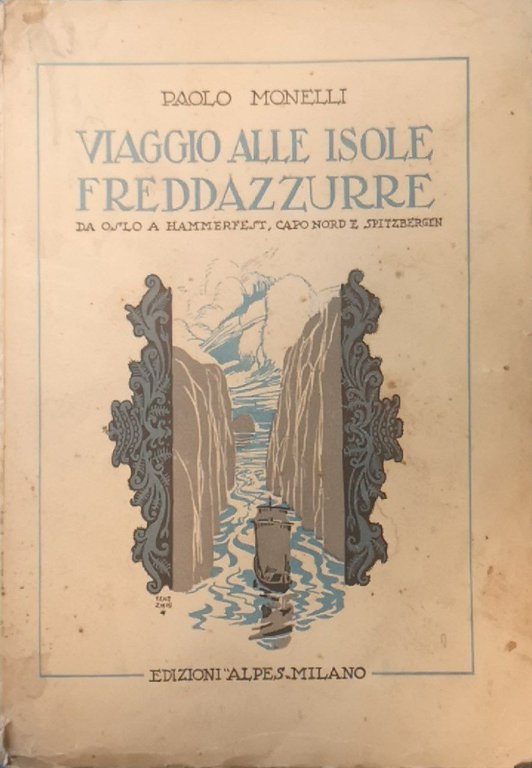 PAOLO MONELLI
VIAGGIO ALLE ISOLE
FREDDAZZURRE
DA OSLO A HAMMERFEST, CAPO NORD E SPITZBERGEN
EDIZIONI "ALPES" MILANO